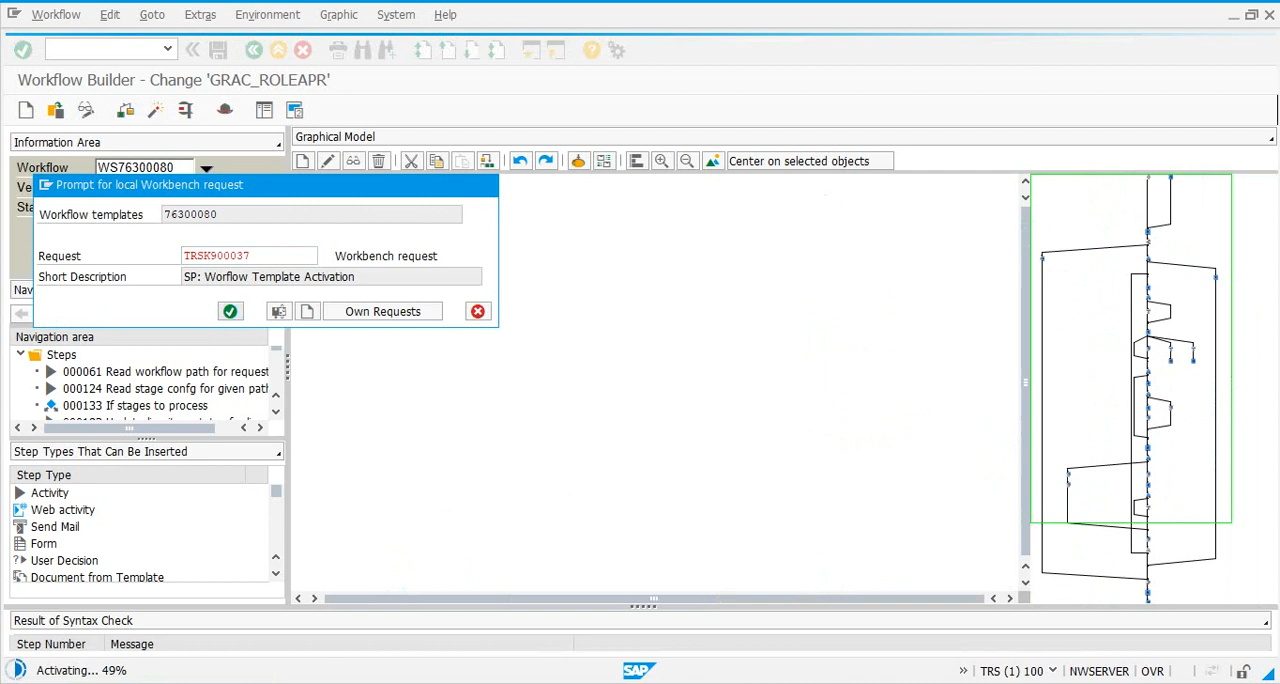 Workflow Edit Goto Extras Environment Graphic System Help
Workflow Builder - Change 'GRAC_ROLEAPR'
Information Area
Graphical Model
Workflow WS76300080
Center on selected objects
Prompt for local Workbench request
Workflow templates 76300080
Request TRSK900037 Workbench request
Short Description SP: Worflow Template Activation
Own Requests
Navigation area
Steps
000061 Read workflow path for request
000124 Read stage confg for given path
000133 If stages to process
Step Types That Can Be Inserted
Step Type
Activity
Web activity
Send Mail
Form
User Decision
Document from Template
Result of Syntax Check
Step Number Message
Activating... 49%
SAP
TRS (1) 100 NWSERVER OVR